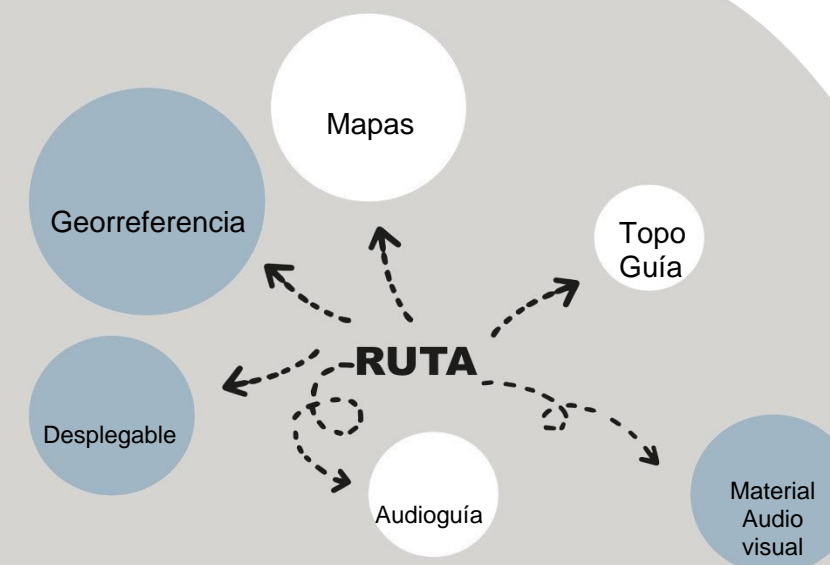 Mapas
Georreferencia
Topo
Guía
RUTA
Desplegable
Audioguía
Material
Audio
visual